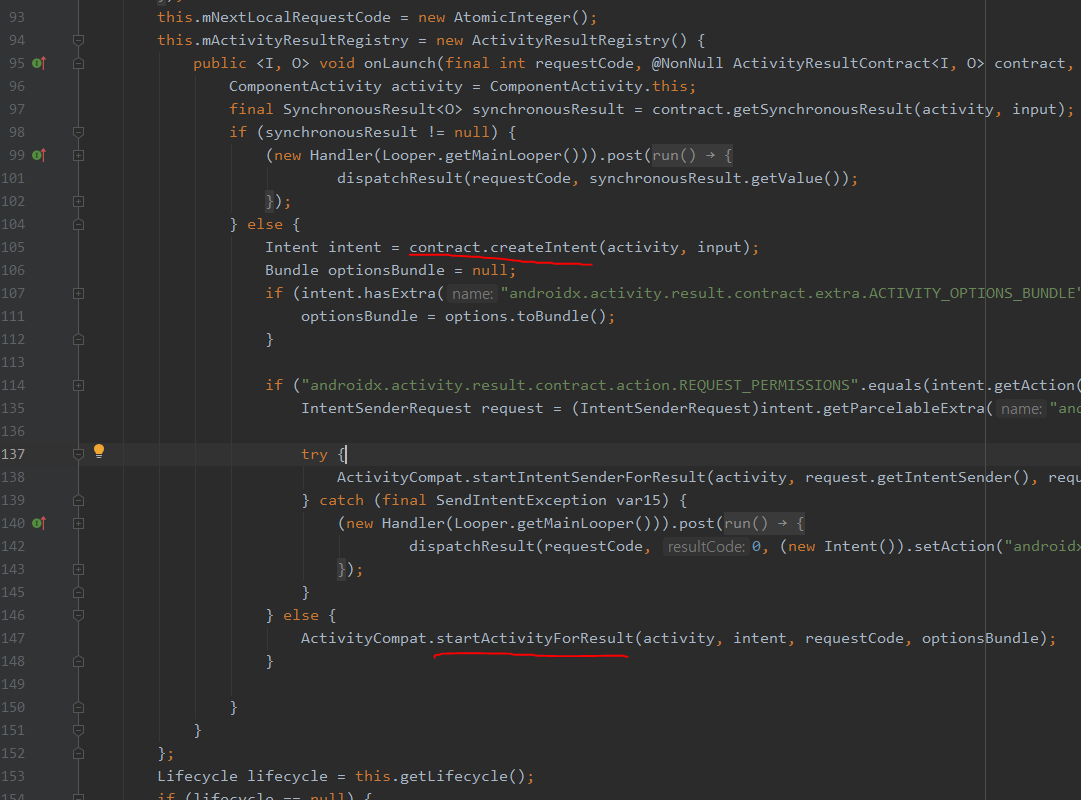 93 this.mNextLocalRequestCode = new AtomicInteger();
94 this.mActivityResultRegistry = new ActivityResultRegistry() {
95 public <I, O> void onLaunch(final int requestCode, @NonNull ActivityResultContract<I, O> contract,
96 ComponentActivity activity = ComponentActivity.this;
97 final SynchronousResult<O> synchronousResult = contract.getSynchronousResult(activity, input);
98 if (synchronousResult != null) {
99 (new Handler(Looper.getMainLooper())).post(run() → {
101 dispatchResult(requestCode, synchronousResult.getValue());
102 });
104 } else {
105 Intent intent = contract.createIntent(activity, input);
106 Bundle optionsBundle = null;
107 if (intent.hasExtra( name: "androidx.activity.result.contract.extra.ACTIVITY_OPTIONS_BUNDLE"
111 optionsBundle = options.toBundle();
112 }
113
114 if ("androidx.activity.result.contract.action.REQUEST_PERMISSIONS".equals(intent.getAction(
135 IntentSenderRequest request = (IntentSenderRequest)intent.getParcelableExtra( name: "and
136
137 try {
138 ActivityCompat.startIntentSenderForResult(activity, request.getIntentSender(), requ
139 } catch (final SendIntentException var15) {
140 (new Handler(Looper.getMainLooper())).post(run() → {
142 dispatchResult(requestCode, resultCode: 0, (new Intent()).setAction("androidx
143 });
145 }
146 } else {
147 ActivityCompat.startActivityForResult(activity, intent, requestCode, optionsBundle);
148 }
149
150 }
151 }
152 };
153 Lifecycle lifecycle = this.getLifecycle();
154 if (lifecycle == null) {